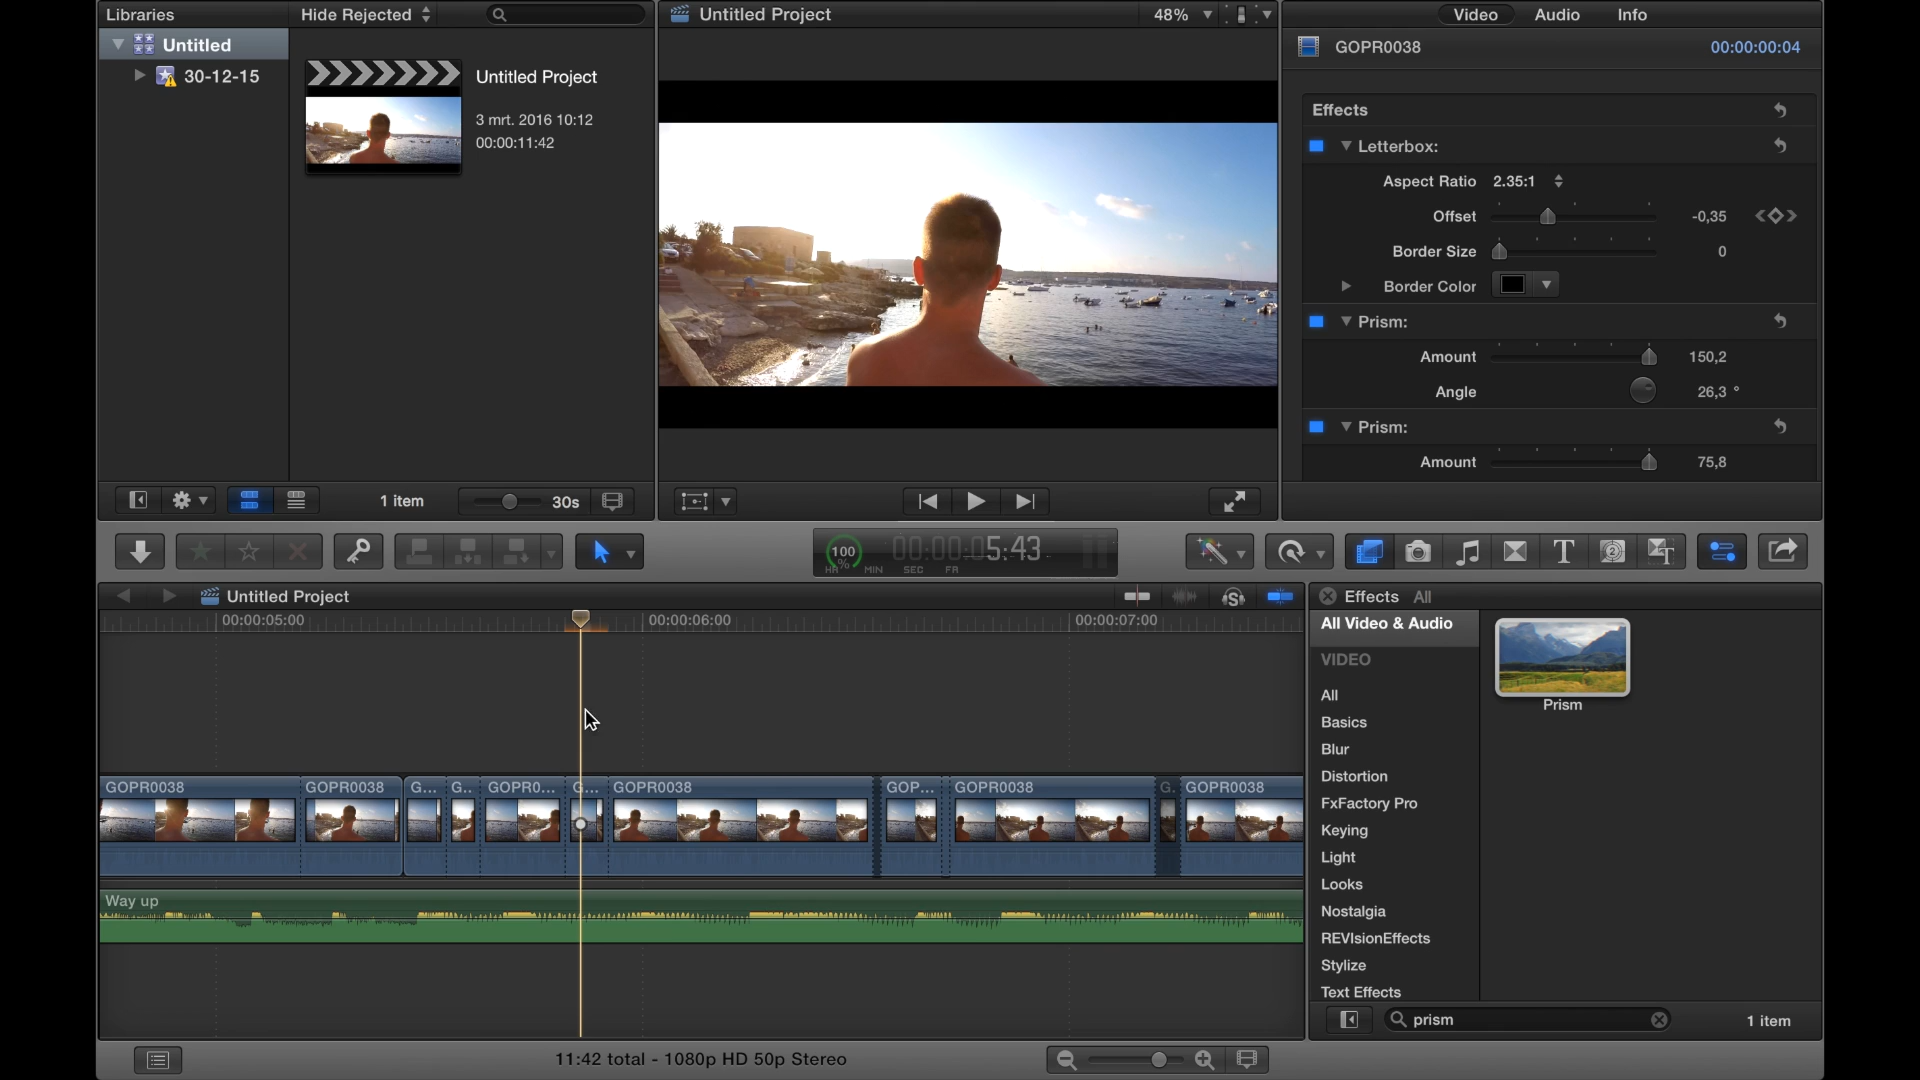 Libraries
Hide Rejected
Untitled Project
48%
Video
Audio
Info
Untitled
30-12-15
Untitled Project
3 mrt. 2016 10:12
00:00:11:42
GOPR0038
00:00:00:04
Effects
Letterbox:
Aspect Ratio 2.35:1
Offset -0,35
Border Size 0
Border Color
Prism:
Amount 150,2
Angle 26,3 °
Prism:
Amount 75,8
1 item
30s
100
%
00:00:05:43
HR MIN SEC FR
Untitled Project
00:00:05:00
00:00:06:00
00:00:07:00
GOPR0038
GOPR0038
G...
G..
GOPR0...
G...
GOPR0038
GOP...
GOPR0038
G.
GOPR0038
Way up
Effects All
All Video & Audio
VIDEO
All
Basics
Blur
Distortion
FxFactory Pro
Keying
Light
Looks
Nostalgia
REVIsionEffects
Stylize
Text Effects
Prism
prism
1 item
11:42 total - 1080p HD 50p Stereo